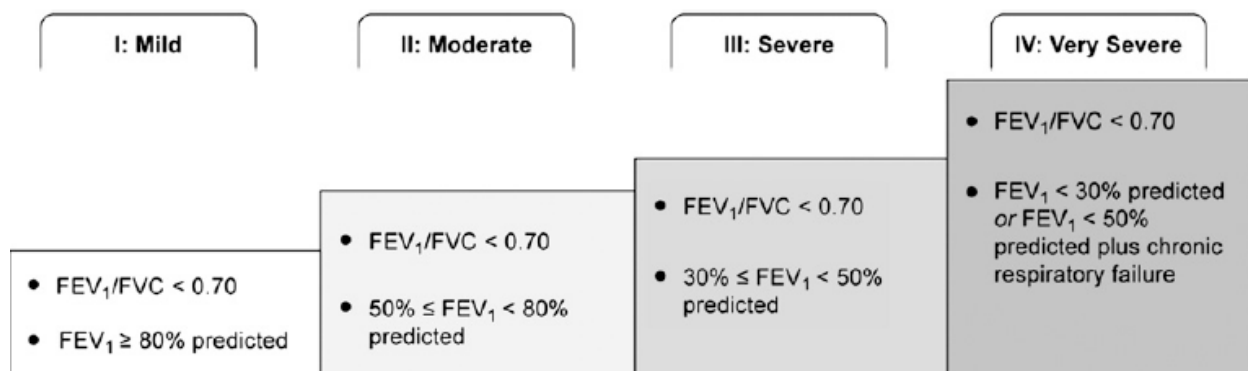 I: Mild
II: Moderate
III: Severe
IV: Very Severe
• FEV₁/FVC < 0.70
• FEV₁ ≥ 80% predicted
• FEV₁/FVC < 0.70
• 50% ≤ FEV₁ < 80%
predicted
• FEV₁/FVC < 0.70
• 30% ≤ FEV₁ < 50%
predicted
• FEV₁/FVC < 0.70
• FEV₁ < 30% predicted
or FEV₁ < 50%
predicted plus chronic
respiratory failure